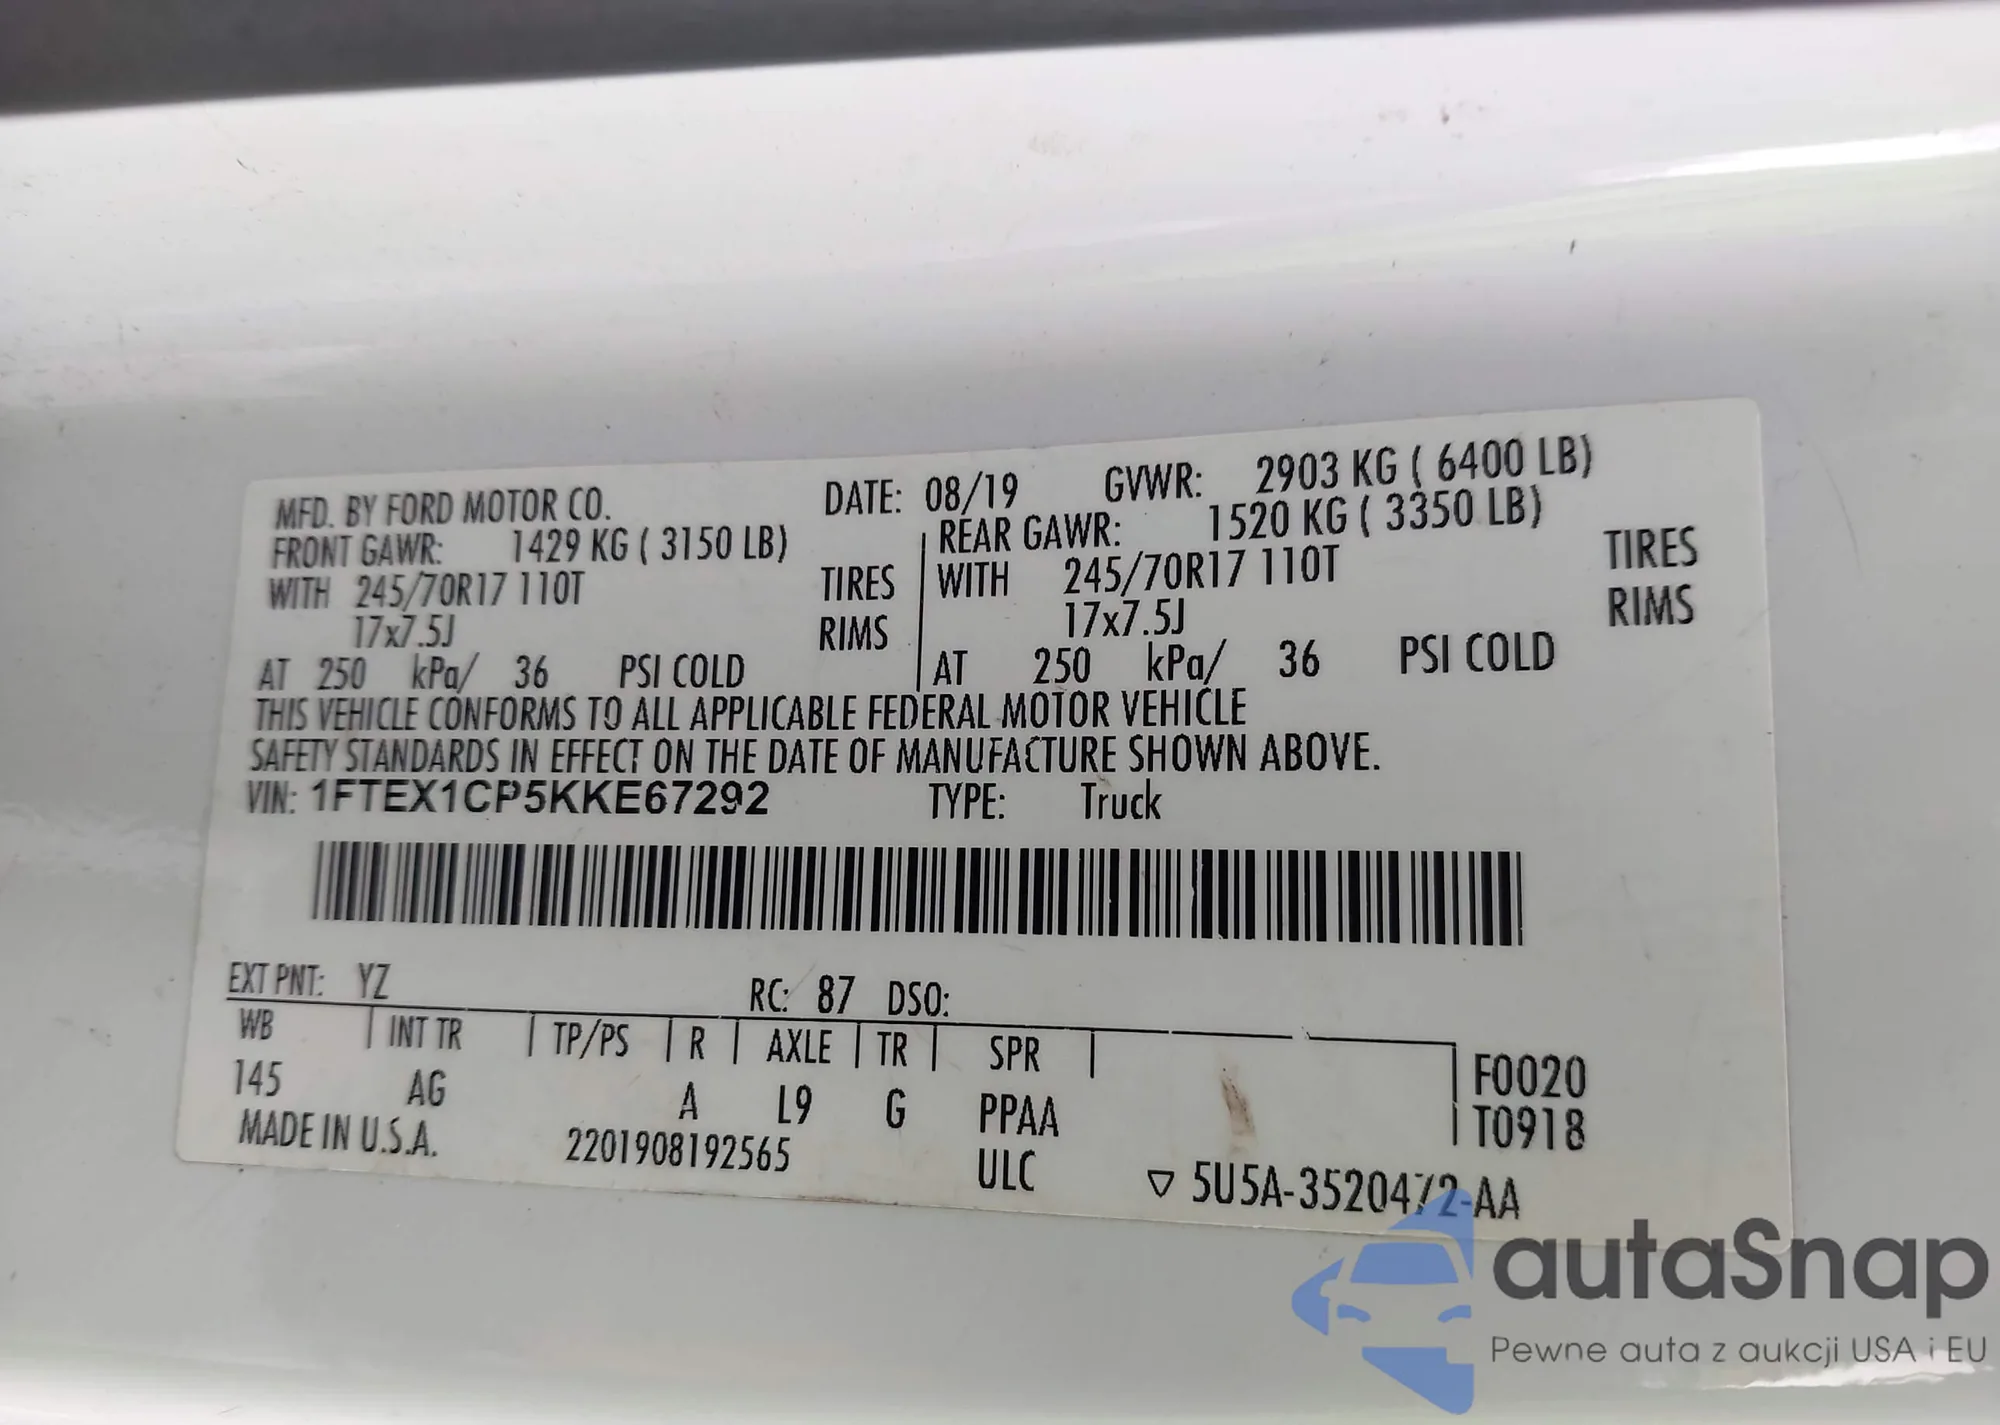 MFD. BY FORD MOTOR CO. DATE: 08/19 GVWR: 2903 KG ( 6400 LB)
FRONT GAWR: 1429 KG ( 3150 LB) REAR GAWR: 1520 KG ( 3350 LB)
WITH 245/70R17 110T TIRES WITH 245/70R17 110T TIRES
17x7.5J RIMS 17x7.5J RIMS
AT 250 kPa/ 36 PSI COLD AT 250 kPa/ 36 PSI COLD
THIS VEHICLE CONFORMS TO ALL APPLICABLE FEDERAL MOTOR VEHICLE
SAFETY STANDARDS IN EFFECT ON THE DATE OF MANUFACTURE SHOWN ABOVE.
VIN: 1FTEX1CP5KKE67292 TYPE: Truck
EXT PNT: YZ RC: 87 DSO:
WB INT TR TP/PS R AXLE TR SPR F0020
145 AG A L9 G PPAA T0918
MADE IN U.S.A. 2201908192565 ULC ▽ 5U5A-3520472-AA
autaSnap
Pewne auta z aukcji USA i EU